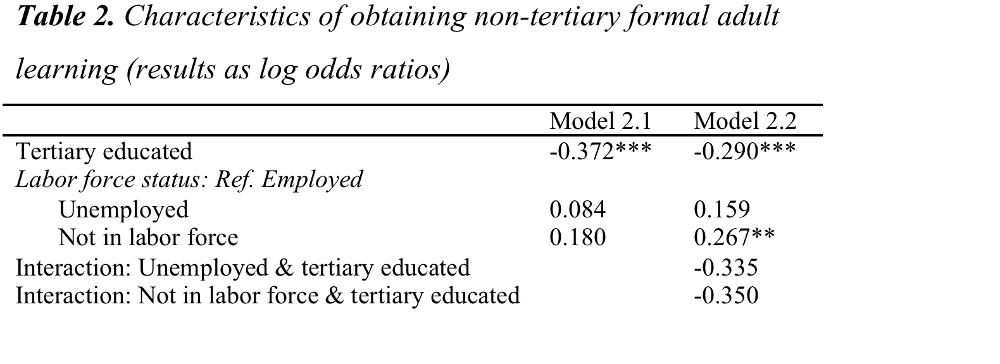 Table 2. Characteristics of obtaining non-tertiary formal adult
learning (results as log odds ratios)
Model 2.1 Model 2.2
Tertiary educated -0.372*** -0.290***
Labor force status: Ref. Employed
Unemployed 0.084 0.159
Not in labor force 0.180 0.267**
Interaction: Unemployed & tertiary educated -0.335
Interaction: Not in labor force & tertiary educated -0.350